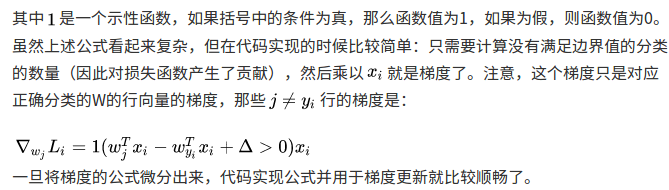 其中1是一个示性函数，如果括号中的条件为真，那么函数值为1，如果为假，则函数值为0。
虽然上述公式看起来复杂，但在代码实现的时候比较简单：只需要计算没有满足边界值的分类
的数量（因此对损失函数产生了贡献），然后乘以 $x_i$ 就是梯度了。注意，这个梯度只是对应
正确分类的W的行向量的梯度，那些 $j \neq y_i$ 行的梯度是：
$\nabla_{w_j} L_i = 1(w_j^T x_i - w_{y_i}^T x_i + \Delta > 0)x_i$
一旦将梯度的公式微分出来，代码实现公式并用于梯度更新就比较顺畅了。